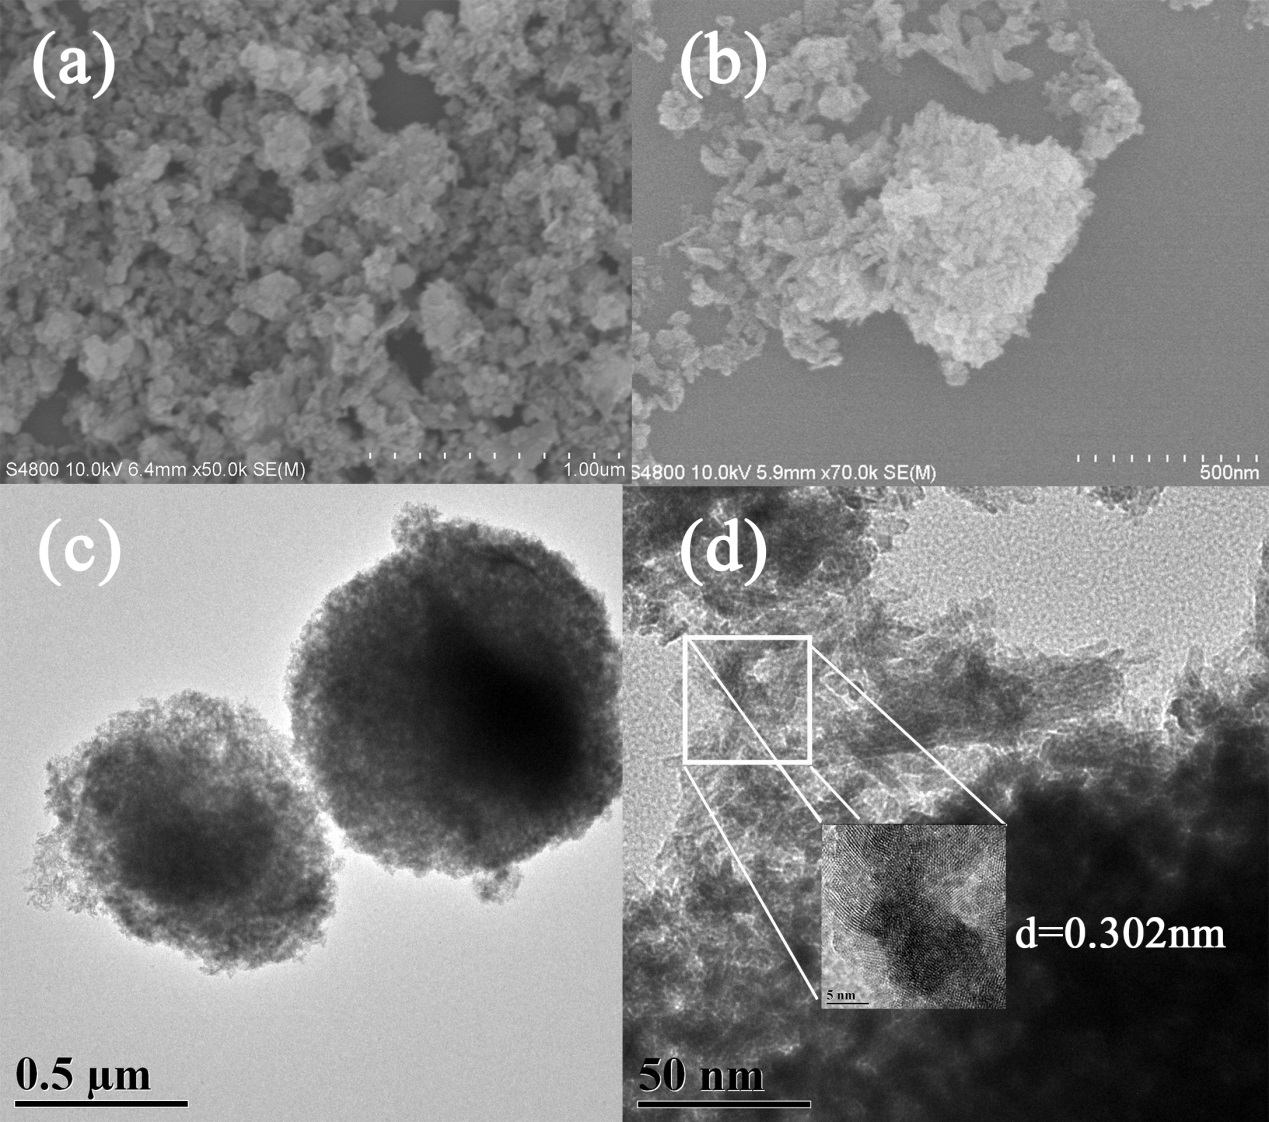 (a)
(b)
S4800 10.0kV 6.4mm x50.0k SE(M)
1.00um
S4800 10.0kV 5.9mm x70.0k SE(M)
500nm
(c)
(d)
d=0.302nm
5 nm
0.5 μm
50 nm